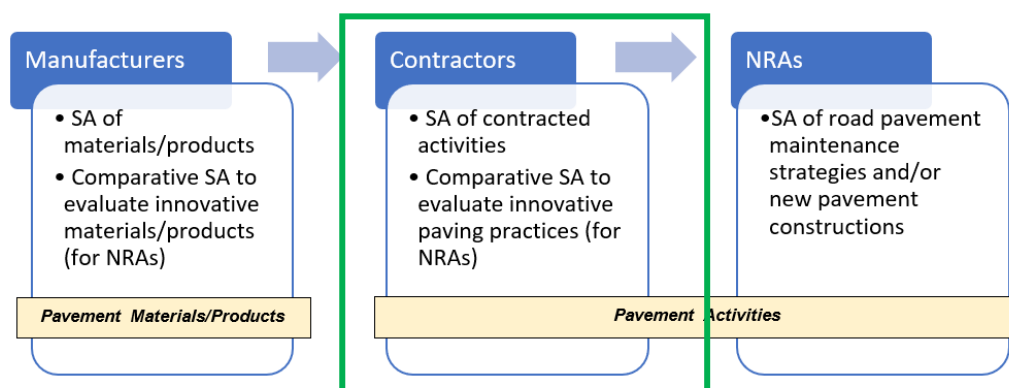 Manufacturers
• SA of
materials/products
• Comparative SA to
evaluate innovative
materials/products
(for NRAs)
Pavement Materials/Products
Contractors
• SA of contracted
activities
• Comparative SA to
evaluate innovative
paving practices (for
NRAs)
NRAs
•SA of road pavement
maintenance
strategies and/or
new pavement
constructions
Pavement Activities